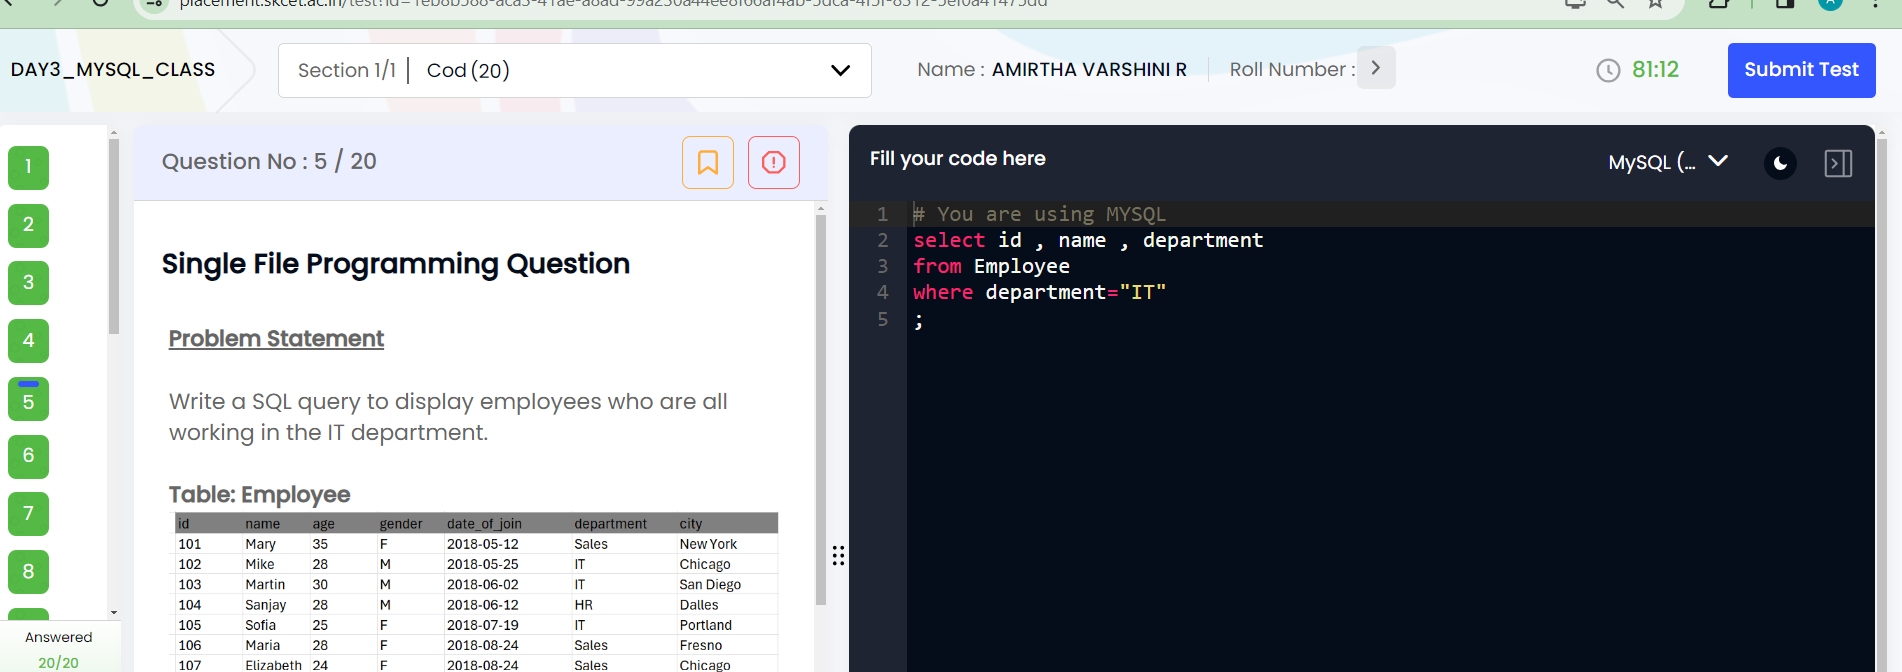 DAY3_MYSQL_CLASS
Section 1/1 | Cod (20)
Name : AMIRTHA VARSHINI R
Roll Number :
81:12
Submit Test
1
2
3
4
5
6
7
8
Answered
20/20
Question No : 5 / 20
Single File Programming Question
Problem Statement
Write a SQL query to display employees who are all
working in the IT department.
Table: Employee
id name age gender date_of_join department city
101 Mary 35 F 2018-05-12 Sales New York
102 Mike 28 M 2018-05-25 IT Chicago
103 Martin 30 M 2018-06-02 IT San Diego
104 Sanjay 28 M 2018-06-12 HR Dalles
105 Sofia 25 F 2018-07-19 IT Portland
106 Maria 28 F 2018-08-24 Sales Fresno
107 Elizabeth 24 F 2018-08-24 Sales Chicago
Fill your code here
MySQL (...
1 # You are using MYSQL
2 select id , name , department
3 from Employee
4 where department="IT"
5 ;